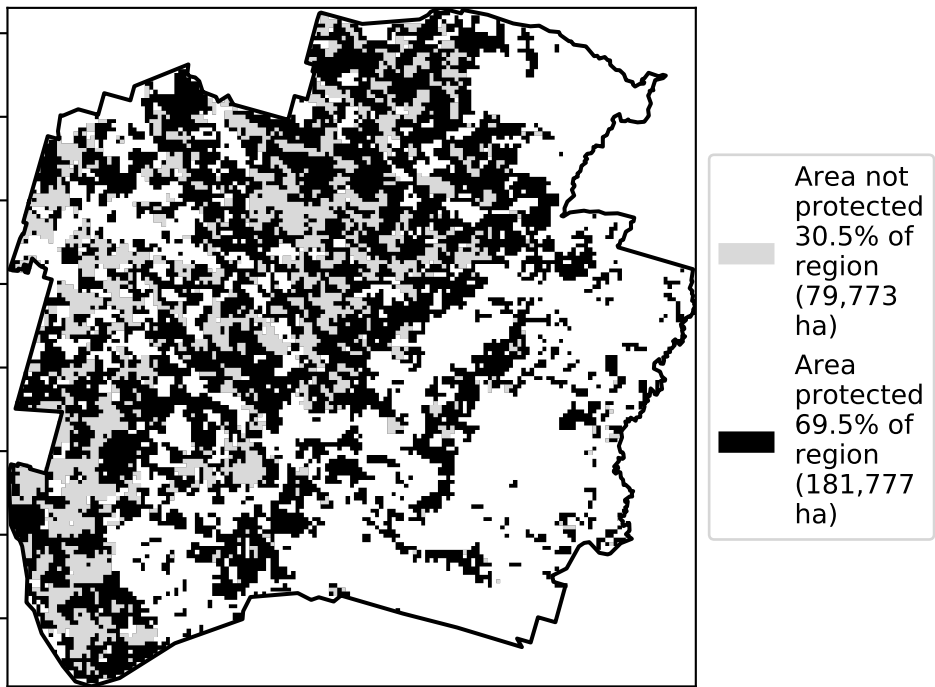 Area not
protected
30.5% of
region
(79,773
ha)
Area
protected
69.5% of
region
(181,777
ha)